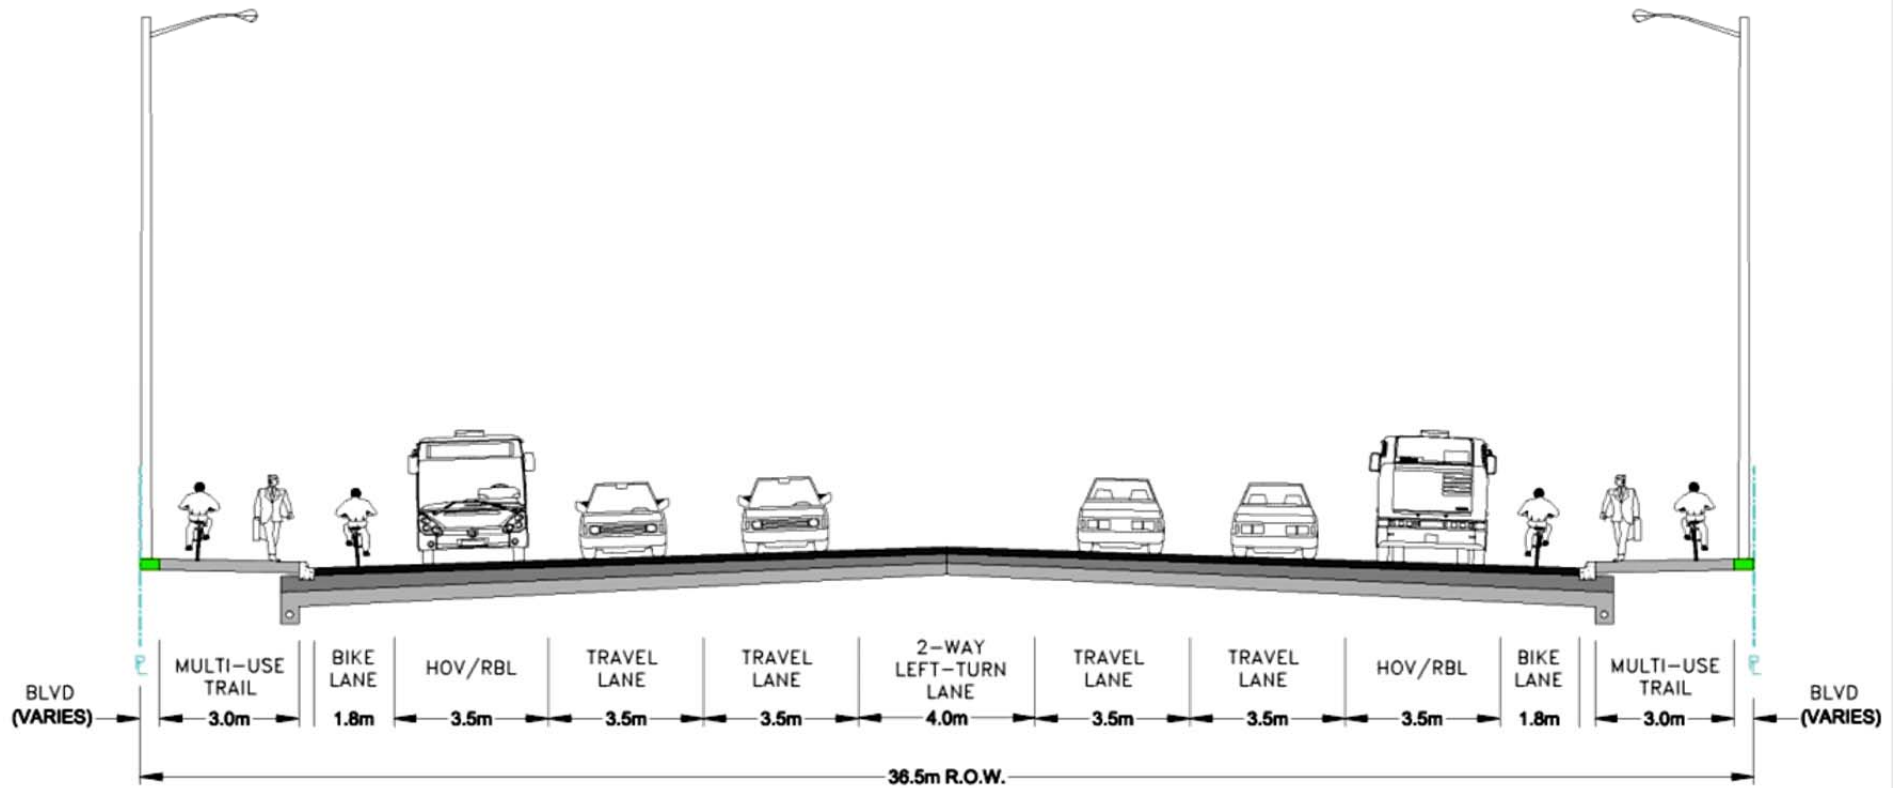 BLVD
(VARIES)
MULTI-USE
TRAIL
3.0m
BIKE
LANE
1.8m
HOV/RBL
3.5m
TRAVEL
LANE
3.5m
TRAVEL
LANE
3.5m
2-WAY
LEFT-TURN
LANE
4.0m
TRAVEL
LANE
3.5m
TRAVEL
LANE
3.5m
HOV/RBL
3.5m
BIKE
LANE
1.8m
MULTI-USE
TRAIL
3.0m
BLVD
(VARIES)
36.5m R.O.W.